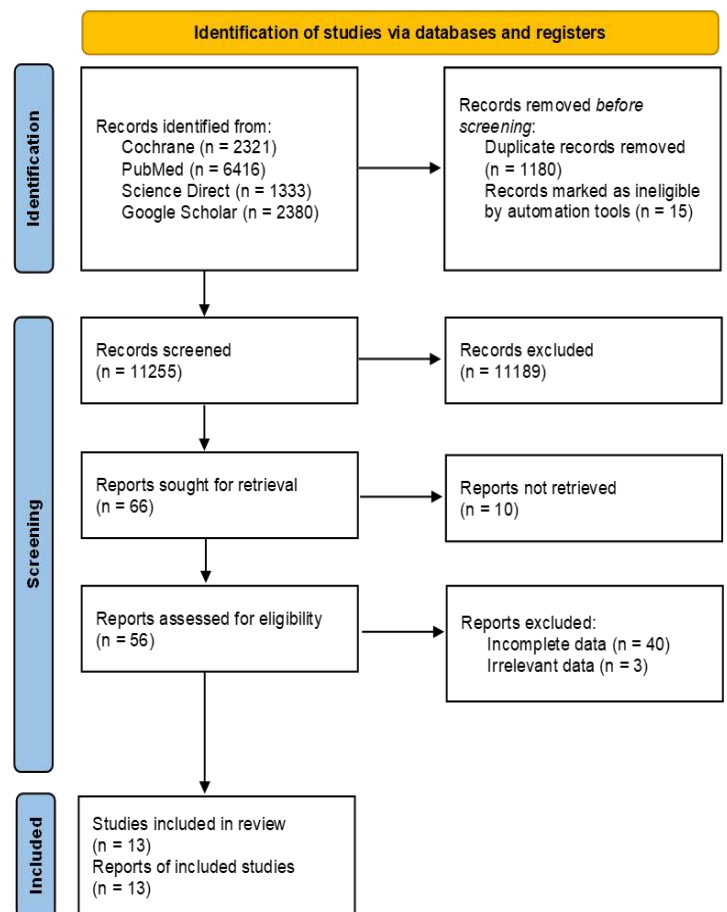 Identification of studies via databases and registers
Identification
Records identified from:
Cochrane (n = 2321)
PubMed (n = 6416)
Science Direct (n = 1333)
Google Scholar (n = 2380)
Records removed before
screening:
Duplicate records removed
(n = 1180)
Records marked as ineligible
by automation tools (n = 15)
Screening
Records screened
(n = 11255)
Records excluded
(n = 11189)
Reports sought for retrieval
(n = 66)
Reports not retrieved
(n = 10)
Reports assessed for eligibility
(n = 56)
Reports excluded:
Incomplete data (n = 40)
Irrelevant data (n = 3)
Included
Studies included in review
(n = 13)
Reports of included studies
(n = 13)